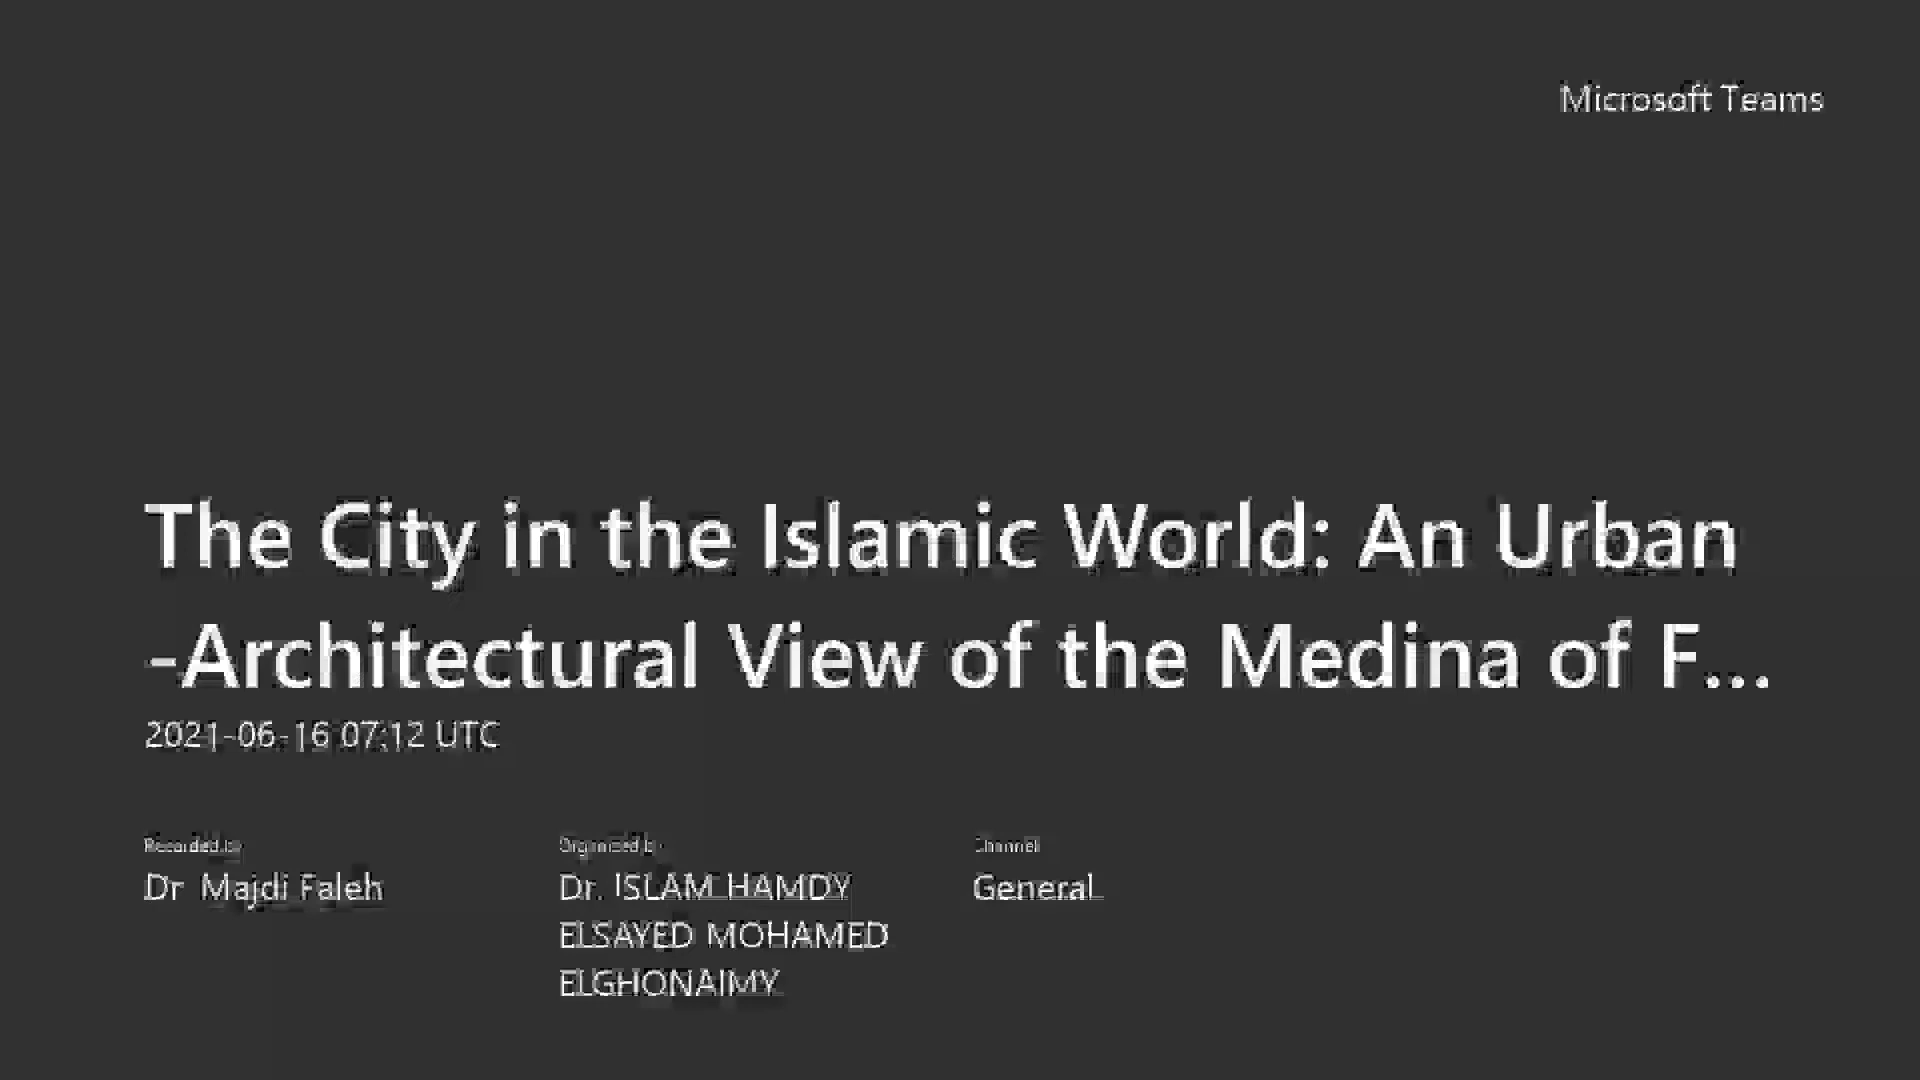 Microsoft Teams
The City in the Islamic World: An Urban
-Architectural View of the Medina of F...
2021-06-16 07:12 UTC
Recorded by
Organized by
Channel
Dr. Majdi Faleh
Dr. ISLAM HAMDY
General
ELSAYED MOHAMED
ELGHONAIMY